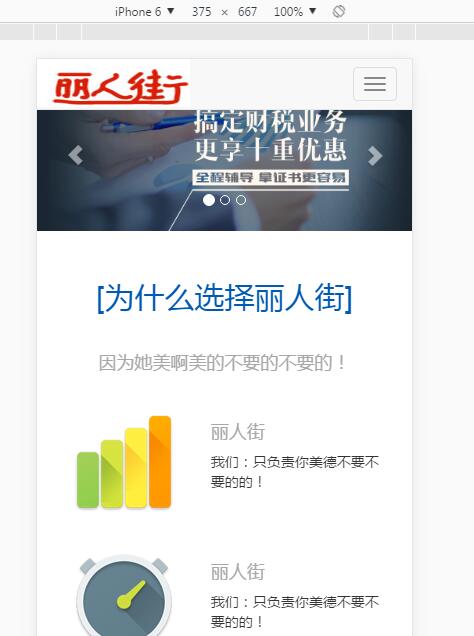 iPhone 6 ▼ 375 × 667 100% ▼
丽人街
搞定财税业务
更享十重优惠
全程辅导 拿证书更容易
[为什么选择丽人街]
因为她美啊美的不要的不要的！
丽人街
我们：只负责你美德不要不
要的的！
丽人街
我们：只负责你美德不要不
要的的！